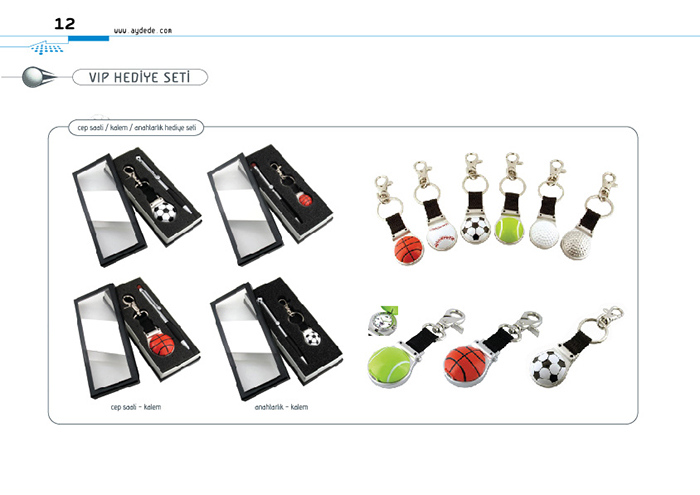 12
www.aydede.com
VIP HEDİYE SETİ
cep saati / kalem / anahtarlık hediye seti
cep saati - kalem
anahtarlık - kalem